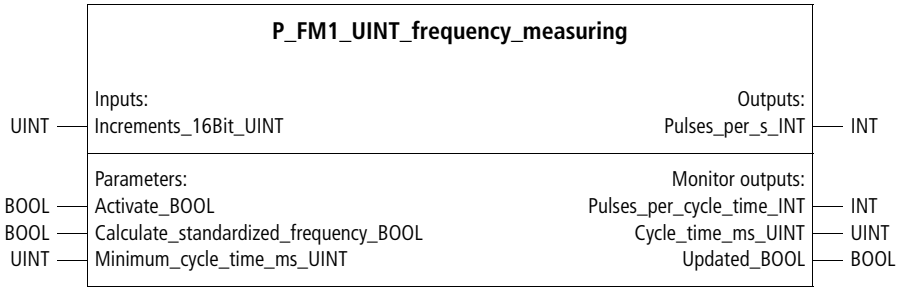 P_FM1_UINT_frequency_measuring
Inputs: Outputs:
UINT Increments_16Bit_UINT Pulses_per_s_INT INT
Parameters: Monitor outputs:
BOOL Activate_BOOL Pulses_per_cycle_time_INT INT
BOOL Calculate_standardized_frequency_BOOL Cycle_time_ms_UINT UINT
UINT Minimum_cycle_time_ms_UINT Updated_BOOL BOOL